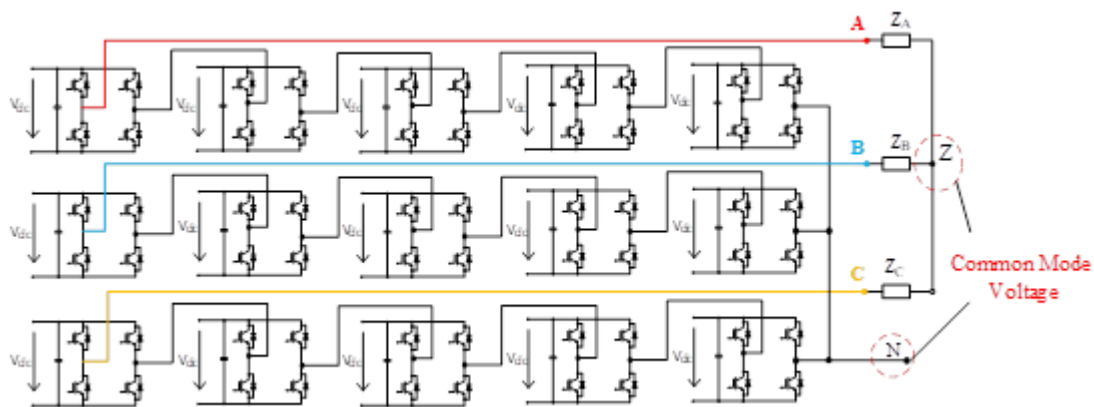 A Z_A
V_dc V_dc V_dc V_dc V_dc
B Z_B Z
V_dc V_dc V_dc V_dc V_dc
C Z_C
Common Mode
Voltage
V_dc V_dc V_dc V_dc V_dc
N